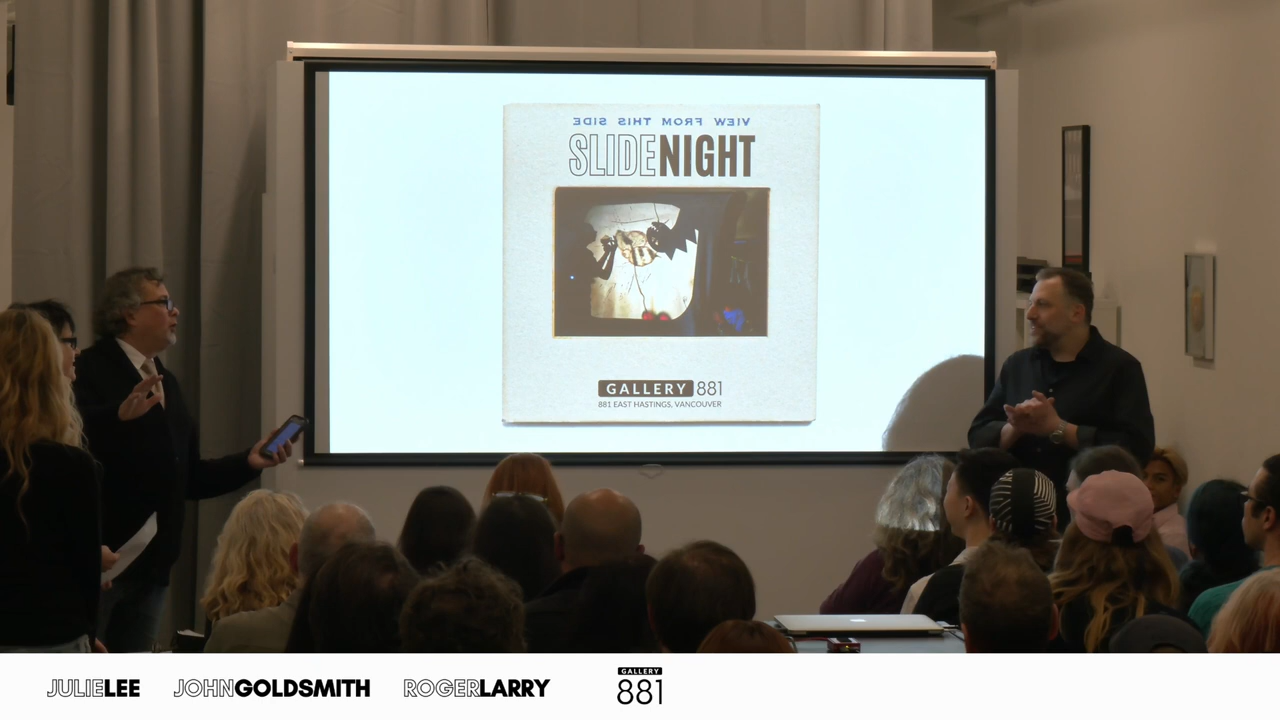 VIEW FROM THIS SIDE
SLIDENIGHT
GALLERY 881
881 EAST HASTINGS, VANCOUVER
JULIELEE JOHNGOLDSMITH ROGERLARRY GALLERY 881